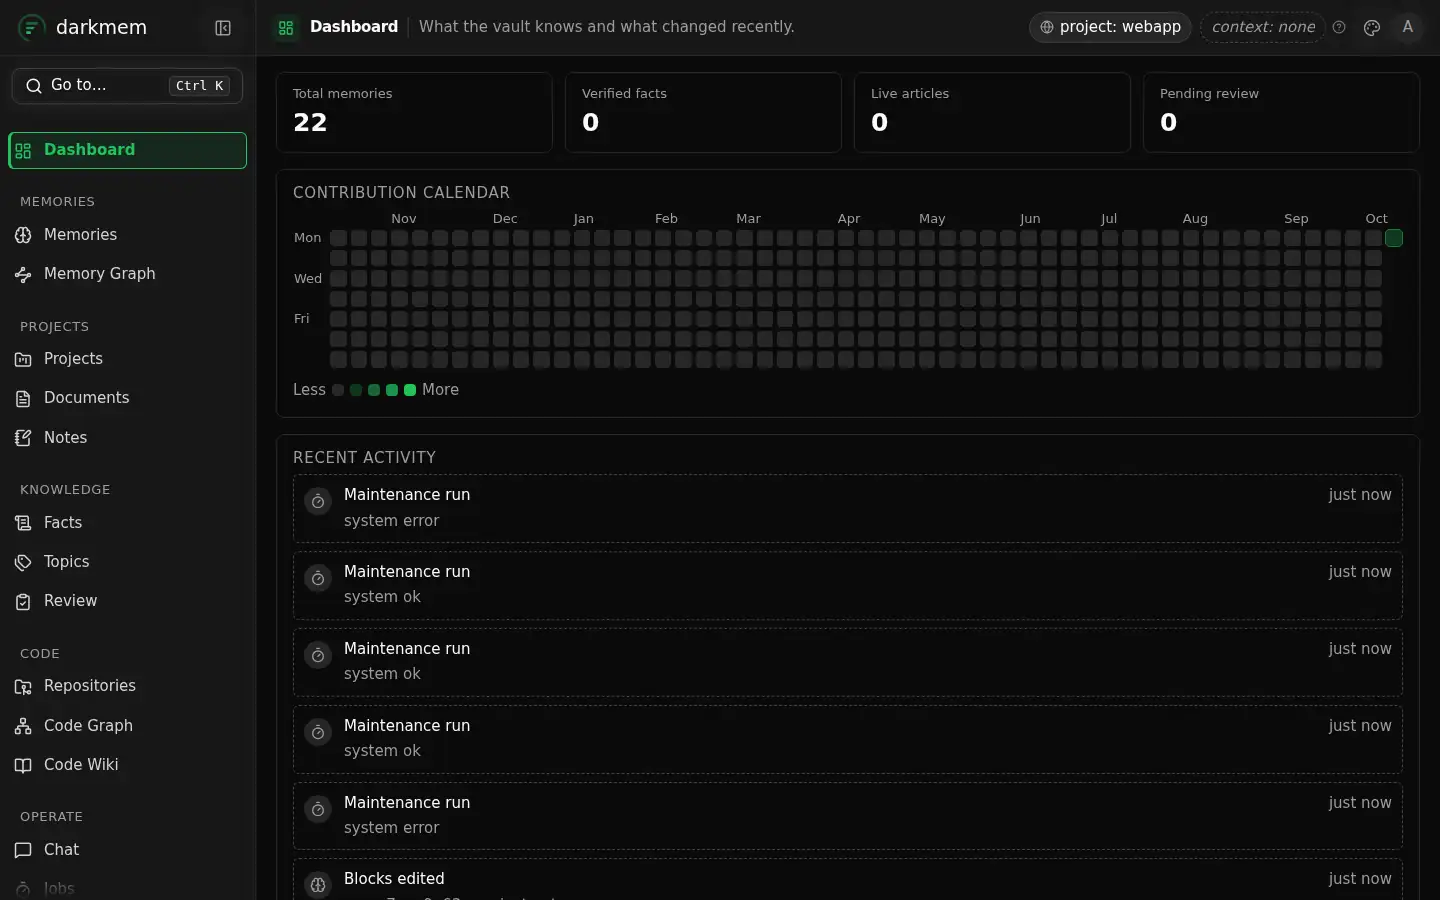 darkmem
Go to...
Ctrl K
Dashboard
MEMORIES
Memories
Memory Graph
PROJECTS
Projects
Documents
Notes
KNOWLEDGE
Facts
Topics
Review
CODE
Repositories
Code Graph
Code Wiki
OPERATE
Chat
Jobs
Dashboard
What the vault knows and what changed recently.
project: webapp
context: none
A
Total memories
22
Verified facts
0
Live articles
0
Pending review
0
CONTRIBUTION CALENDAR
Nov Dec Jan Feb Mar Apr May Jun Jul Aug Sep Oct
Mon
Wed
Fri
Less More
RECENT ACTIVITY
Maintenance run just now
system error
Maintenance run just now
system ok
Maintenance run just now
system ok
Maintenance run just now
system ok
Maintenance run just now
system error
Blocks edited just now